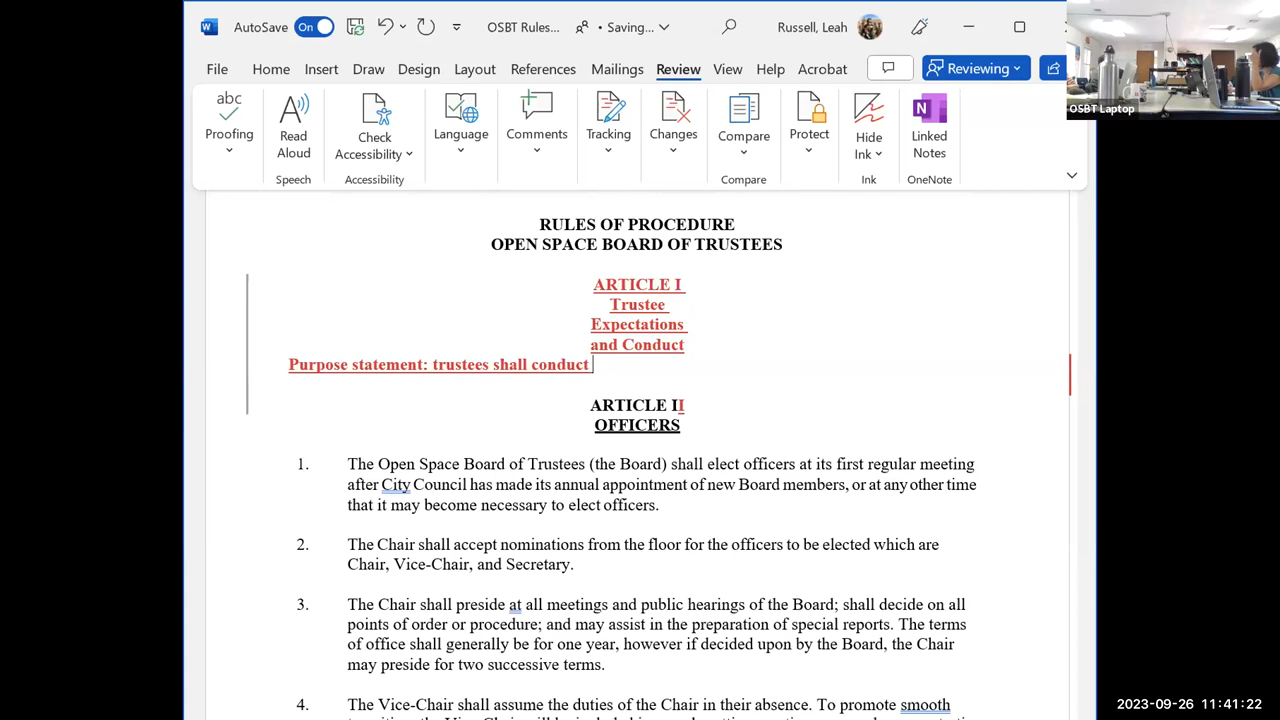 AutoSave On OSBT Rules... • Saving... Russell, Leah
File Home Insert Draw Design Layout References Mailings Review View Help Acrobat Reviewing
abc
Proofing Read Aloud Check Accessibility Language Comments Tracking Changes Compare Protect Hide Ink Linked Notes
Speech Accessibility Compare Ink OneNote
OSBT Laptop
RULES OF PROCEDURE
OPEN SPACE BOARD OF TRUSTEES
ARTICLE I
Trustee
Expectations
and Conduct
Purpose statement: trustees shall conduct
ARTICLE II
OFFICERS
1. The Open Space Board of Trustees (the Board) shall elect officers at its first regular meeting
after City Council has made its annual appointment of new Board members, or at any other time
that it may become necessary to elect officers.
2. The Chair shall accept nominations from the floor for the officers to be elected which are
Chair, Vice-Chair, and Secretary.
3. The Chair shall preside at all meetings and public hearings of the Board; shall decide on all
points of order or procedure; and may assist in the preparation of special reports. The terms
of office shall generally be for one year, however if decided upon by the Board, the Chair
may preside for two successive terms.
4. The Vice-Chair shall assume the duties of the Chair in their absence. To promote smooth
2023-09-26 11:41:22